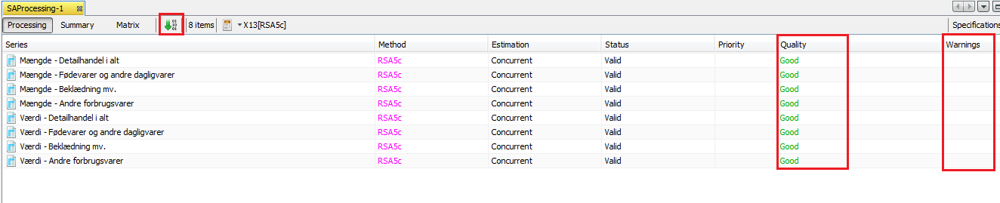 SAProcessing-1
Processing Summary Matrix 8 items X13[RSA5c] Specifications
Series Method Estimation Status Priority Quality Warnings
Mængde - Detailhandel i alt RSA5c Concurrent Valid Good
Mængde - Fødevarer og andre dagligvarer RSA5c Concurrent Valid Good
Mængde - Beklædning mv. RSA5c Concurrent Valid Good
Mængde - Andre forbrugsvarer RSA5c Concurrent Valid Good
Værdi - Detailhandel i alt RSA5c Concurrent Valid Good
Værdi - Fødevarer og andre dagligvarer RSA5c Concurrent Valid Good
Værdi - Beklædning mv. RSA5c Concurrent Valid Good
Værdi - Andre forbrugsvarer RSA5c Concurrent Valid Good